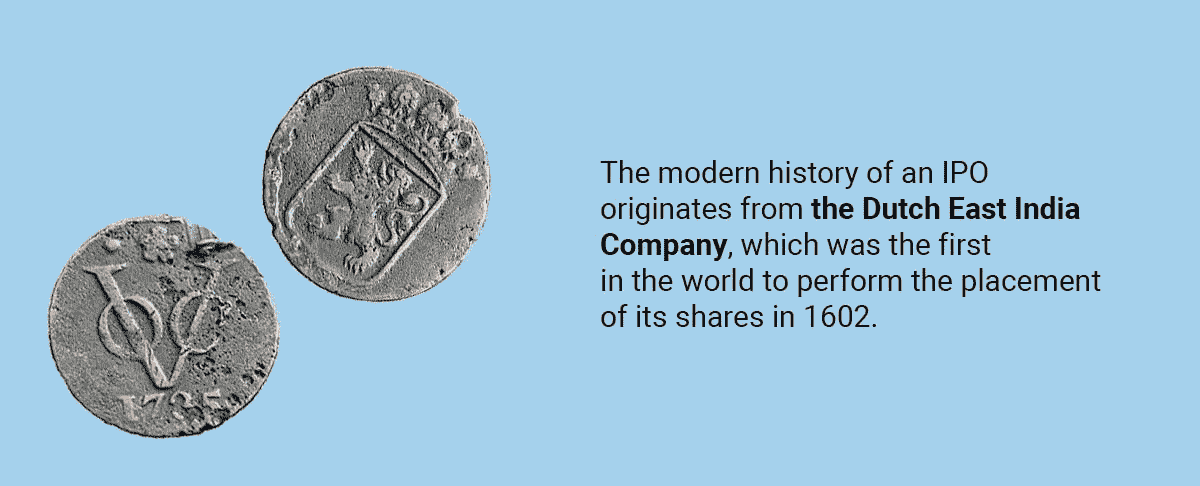 The modern history of an IPO
originates from the Dutch East India
Company, which was the first
in the world to perform the placement
of its shares in 1602.
VOC